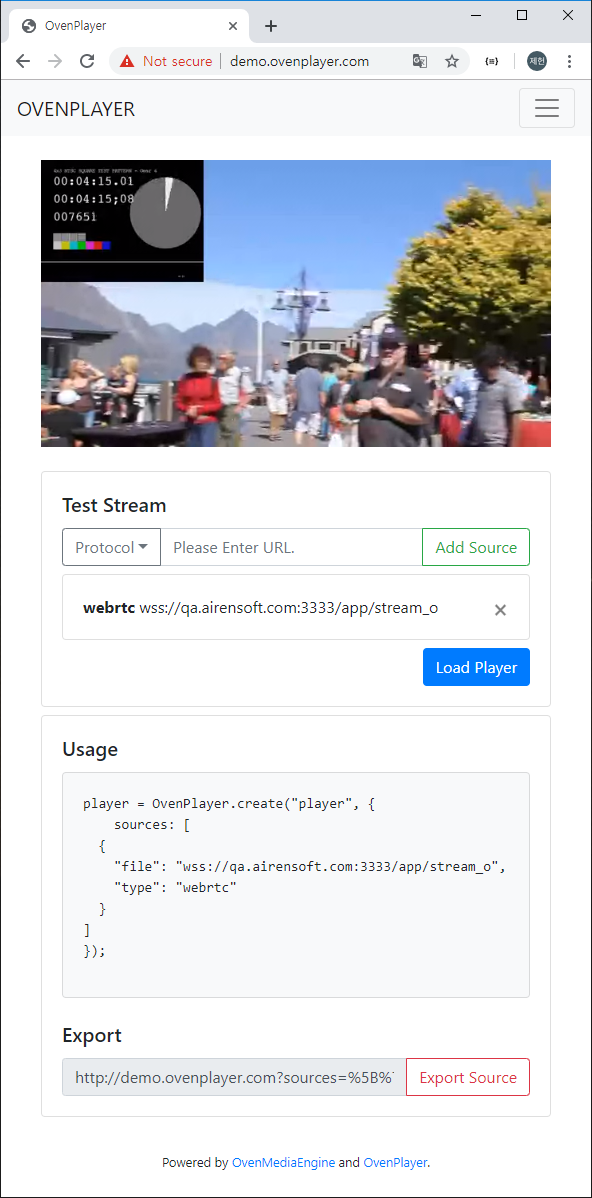 OvenPlayer
Not secure
demo.ovenplayer.com
제헌
OVENPLAYER
00:04:15.01
00:04:15;08
007651
Test Stream
Protocol
Please Enter URL.
Add Source
webrtc wss://qa.airensoft.com:3333/app/stream_o
Load Player
Usage
player = OvenPlayer.create("player", {
    sources: [
  {
    "file": "wss://qa.airensoft.com:3333/app/stream_o",
    "type": "webrtc"
  }
]
});
Export
http://demo.ovenplayer.com?sources=%5B%
Export Source
Powered by OvenMediaEngine and OvenPlayer.